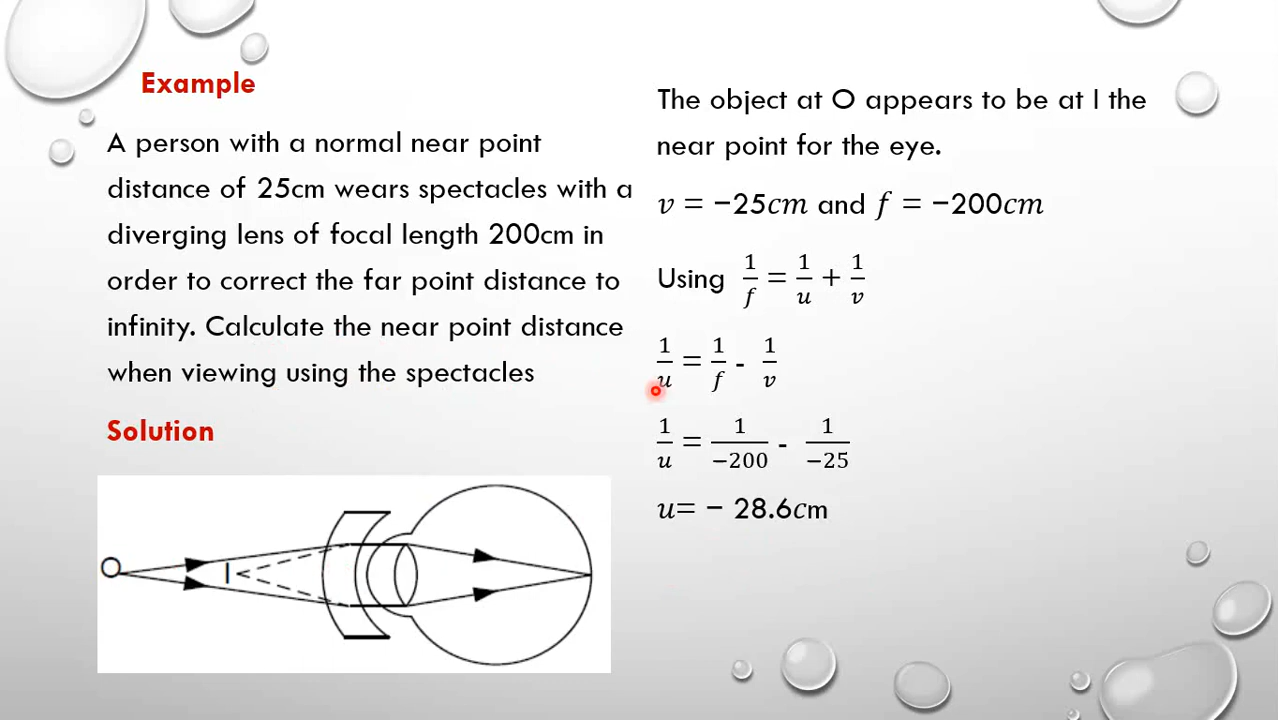 Example
A person with a normal near point
distance of 25cm wears spectacles with a
diverging lens of focal length 200cm in
order to correct the far point distance to
infinity. Calculate the near point distance
when viewing using the spectacles
Solution
O
I
The object at O appears to be at I the
near point for the eye.
v = −25cm and f = −200cm
Using 1/f = 1/u + 1/v
1/u = 1/f - 1/v
1/u = 1/−200 - 1/−25
u= − 28.6cm